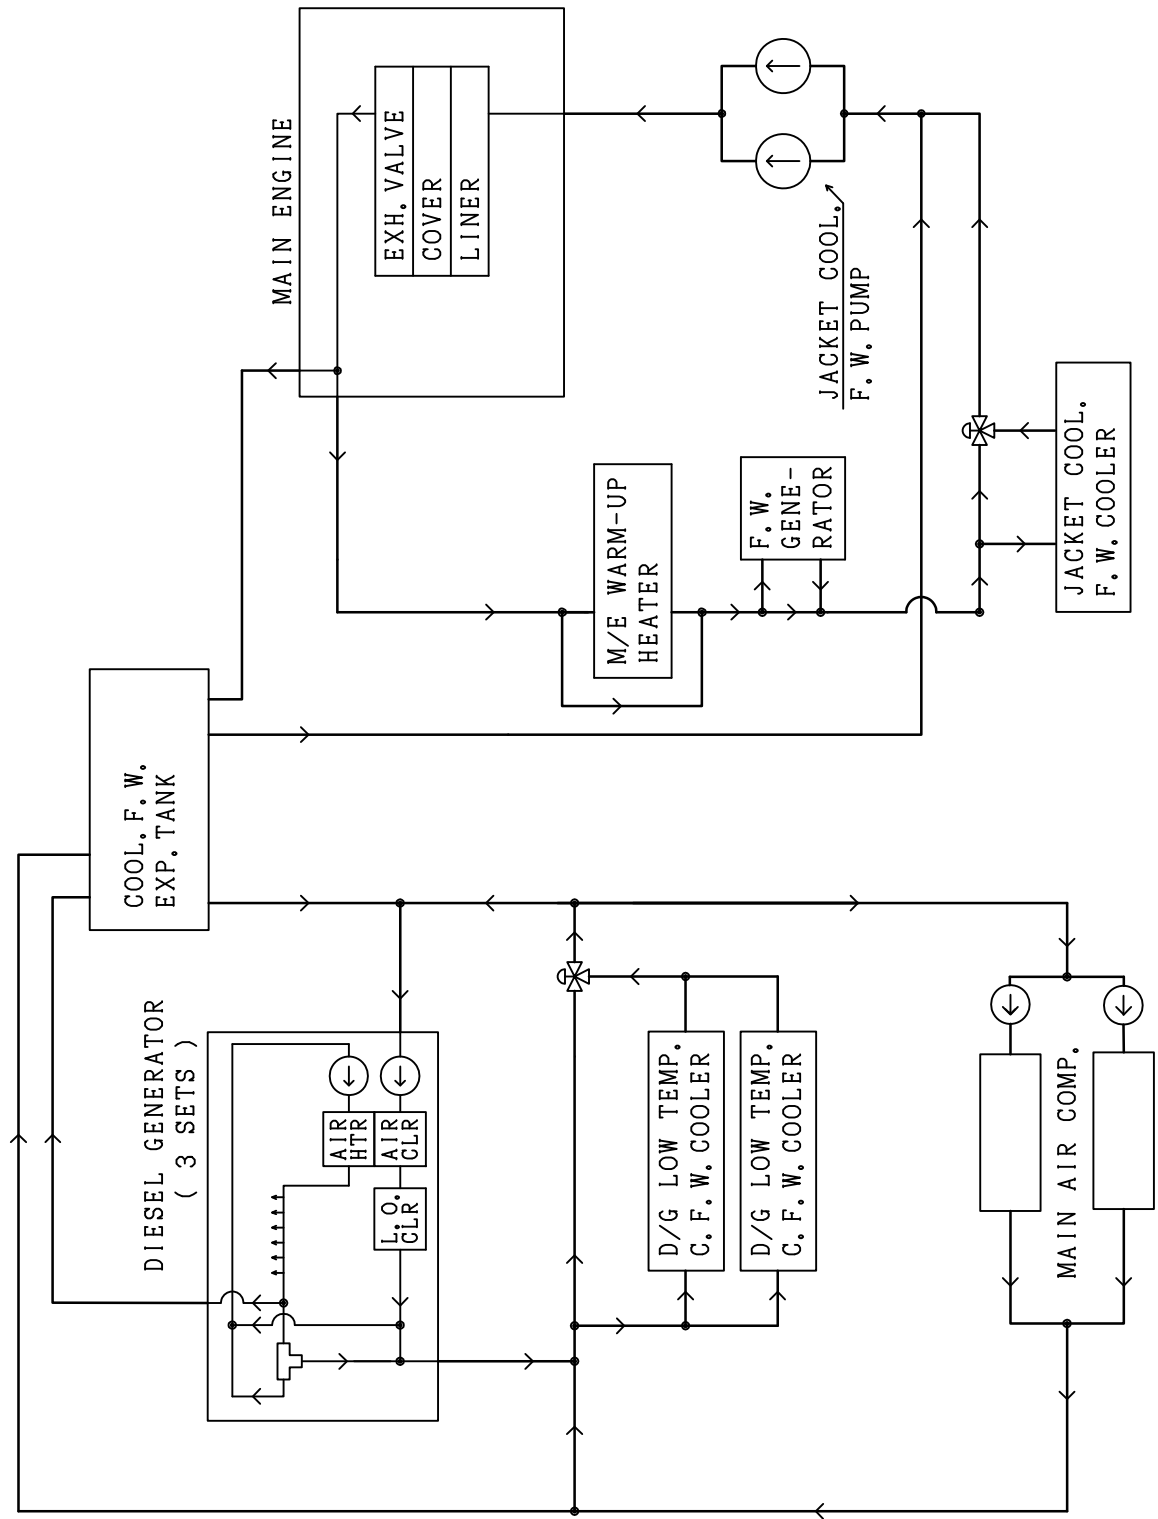 MAIN ENGINE
EXH. VALVE
COVER
LINER
JACKET COOL.
F. W. PUMP
M/E WARM-UP
HEATER
F. W.
GENE-
RATOR
JACKET COOL.
F. W. COOLER
COOL. F. W.
EXP. TANK
DIESEL GENERATOR
( 3 SETS )
AIR
HTR
AIR
CLR
L. O.
CLR
D/G LOW TEMP.
C. F. W. COOLER
D/G LOW TEMP.
C. F. W. COOLER
MAIN AIR COMP.